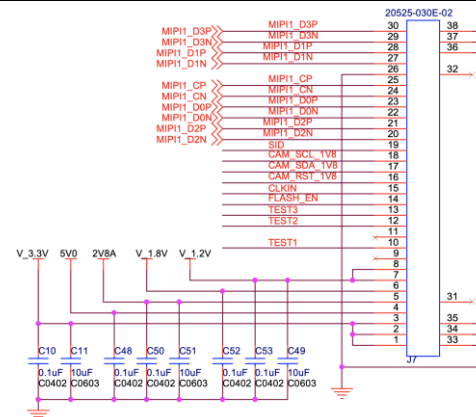 20525-030E-02
MIPI1_D3P MIPI1_D3P 30 38
MIPI1_D3N MIPI1_D3N 29 37
MIPI1_D1P MIPI1_D1P 28 36
MIPI1_D1N MIPI1_D1N 27
26 32
MIPI1_CP MIPI1_CP 25
MIPI1_CN MIPI1_CN 24
MIPI1_D0P MIPI1_D0P 23
MIPI1_D0N MIPI1_D0N 22
MIPI1_D2P MIPI1_D2P 21
MIPI1_D2N MIPI1_D2N 20
SID 19
CAM_SCL_1V8 18
CAM_SDA_1V8 17
CAM_RST_1V8 16
CLKIN 15
FLASH_EN 14
TEST3 13
TEST2 12
11
TEST1 10
9
V_3.3V 5V0 2V8A V_1.8V V_1.2V
8
7
6
5 31
4
3 35
2 34
1 33
J7
C10 C11 C48 C50 C51 C52 C53 C49
0.1uF 10uF 0.1uF 0.1uF 10uF 0.1uF 0.1uF 10uF
C0402 C0603 C0402 C0402 C0603 C0402 C0402 C0603